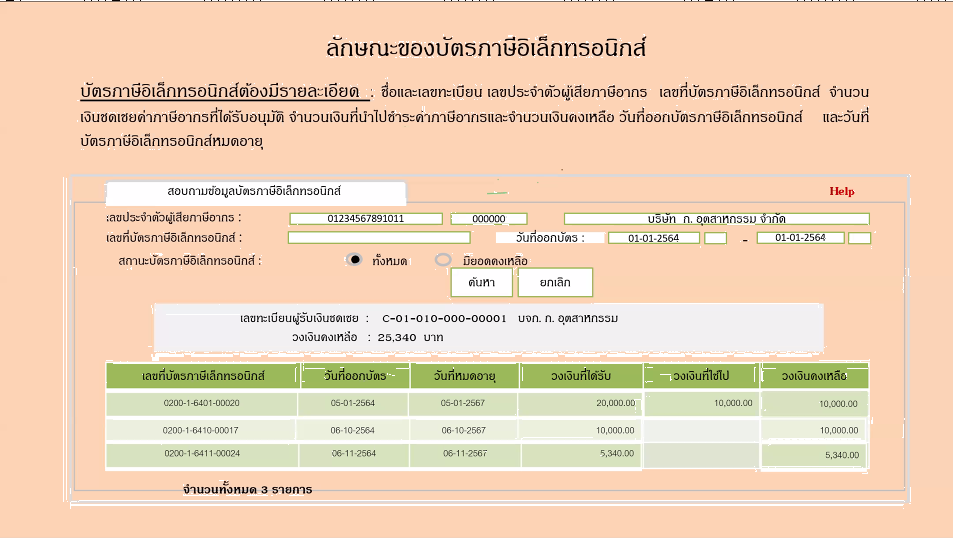 ลักษณะของบัตรภาษีอิเล็กทรอนิกส์
บัตรภาษีอิเล็กทรอนิกส์ต้องมีรายละเอียด : ชื่อและเลขทะเบียน เลขประจำตัวผู้เสียภาษีอากร เลขที่บัตรภาษีอิเล็กทรอนิกส์ จำนวน
เงินชดเชยค่าภาษีอากรที่ได้รับอนุมัติ จำนวนเงินที่นำไปชำระค่าภาษีอากรและจำนวนเงินคงเหลือ วันที่ออกบัตรภาษีอิเล็กทรอนิกส์ และวันที่
บัตรภาษีอิเล็กทรอนิกส์หมดอายุ
สอบถามข้อมูลบัตรภาษีอิเล็กทรอนิกส์ Help
เลขประจำตัวผู้เสียภาษีอากร : 01234567891011 000000 บริษัท ก. อุตสาหกรรม จำกัด
เลขที่บัตรภาษีอิเล็กทรอนิกส์ : วันที่ออกบัตร : 01-01-2564 - 01-01-2564
สถานะบัตรภาษีอิเล็กทรอนิกส์ : ทั้งหมด มียอดคงเหลือ
ค้นหา ยกเลิก
เลขทะเบียนผู้รับเงินชดเชย : C-01-010-000-00001 บจก. ก. อุตสาหกรรม
วงเงินคงเหลือ : 25,340 บาท
เลขที่บัตรภาษีเล็กทรอนิกส์ วันที่ออกบัตร วันที่หมดอายุ วงเงินที่ได้รับ วงเงินที่ใช้ไป วงเงินคงเหลือ
0200-1-6401-00020 05-01-2564 05-01-2567 20,000.00 10,000.00 10,000.00
0200-1-6410-00017 06-10-2564 06-10-2567 10,000.00 10,000.00
0200-1-6411-00024 06-11-2564 06-11-2567 5,340.00 5,340.00
จำนวนทั้งหมด 3 รายการ